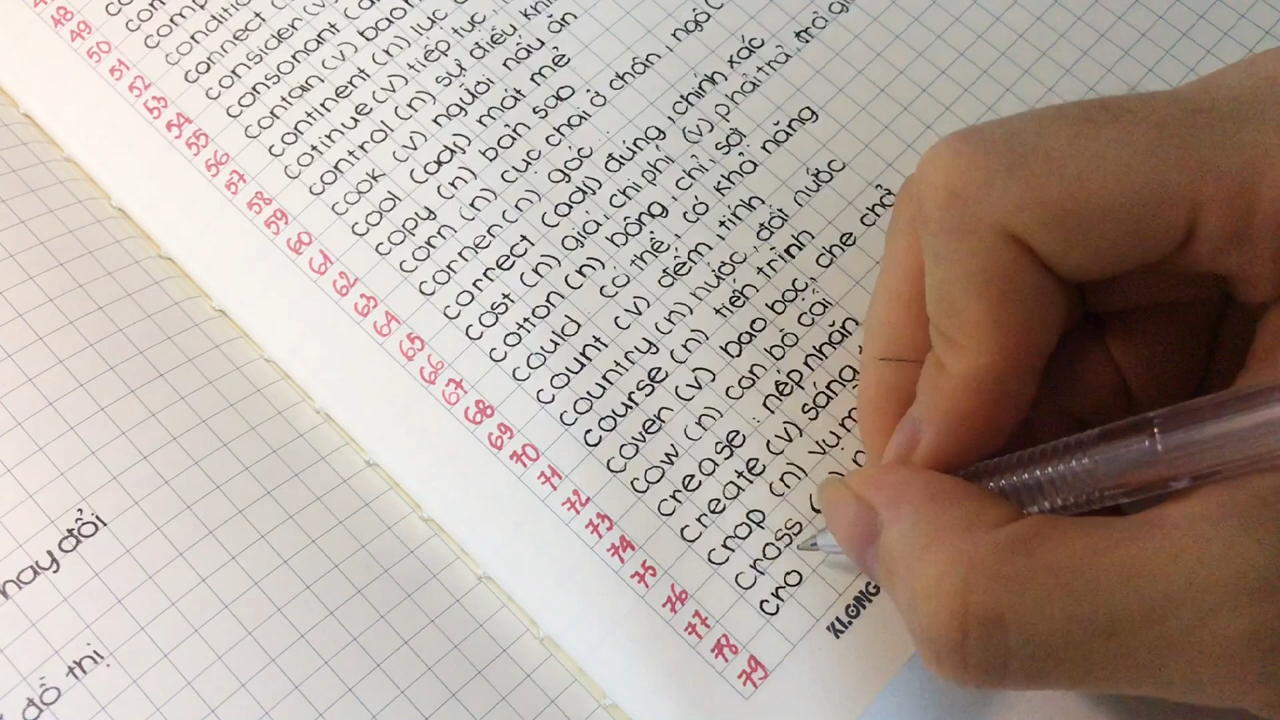 hay đổi
đồ thị
48
49
50
51
52
53
54
55 consider
56 consonant
57 contain (v) bao
58 continent (n) lục
59 cotinue (v) tiếp tục
60 control (n) sự điều khi
61 cook (v) người nấu ăn
62 cool (adj) mát mẻ
63 copy (n) bản sao
64 corn (n) cục chai ở chân, ngô
65 corner (n) góc
66 correct (adj) đúng, chính xác
67 cost (n) giá, chi phí (v) phải trả, trả gi
68 cotton (n) bông, chỉ sợi
69 could : có thể, có khả năng
70 count (v) đếm, tính
71 country (n) nước, đất nước
72 course (n) tiến trình
73 cover (v) bao bọc, che chở
74 cow (n) con bò cái
75 crease : nếp nhăn
76 create (v) sáng
77 crop (n) vụ m
78 cross
79 cro
KLONG